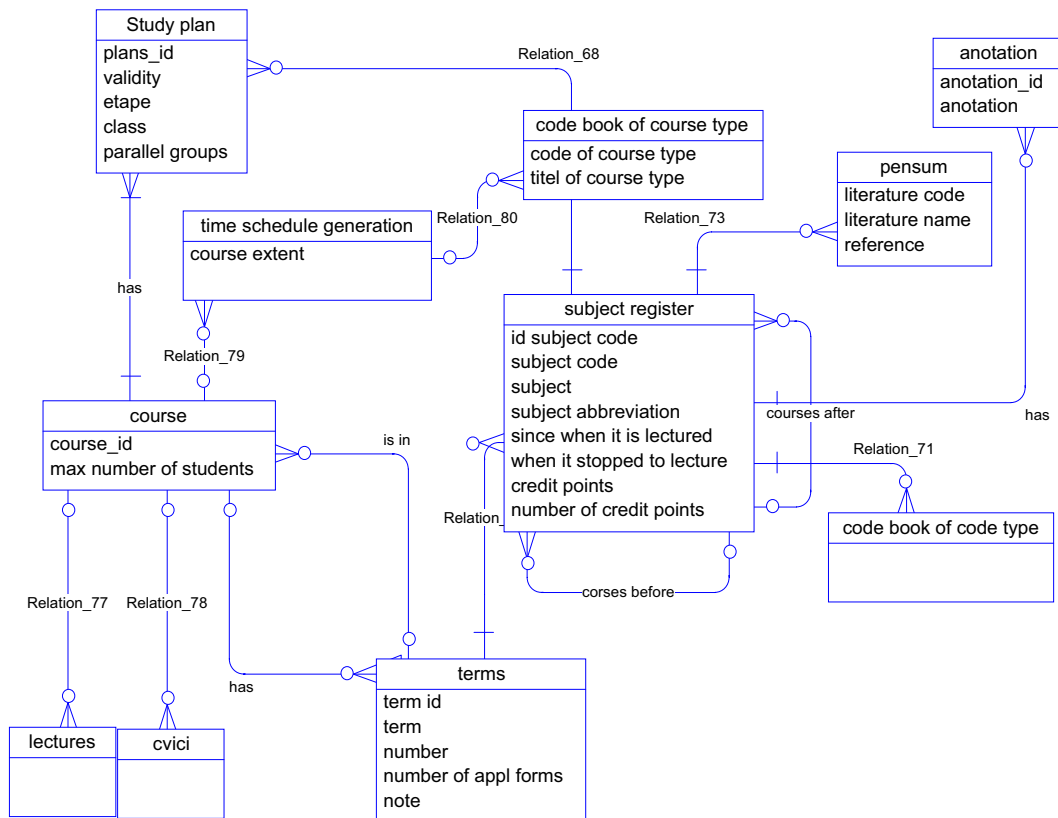 Study plan
plans_id
validity
etape
class
parallel groups
Relation_68
anotation
anotation_id
anotation
code book of course type
code of course type
titel of course type
pensum
literature code
literature name
reference
Relation_80
Relation_73
time schedule generation
course extent
has
Relation_79
subject register
id subject code
subject code
subject
subject abbreviation
since when it is lectured
when it stopped to lecture
credit points
number of credit points
courses after
has
course
course_id
max number of students
is in
Relation_71
Relation_
code book of code type
corses before
Relation_77
Relation_78
has
terms
term id
term
number
number of appl forms
note
lectures
cvici